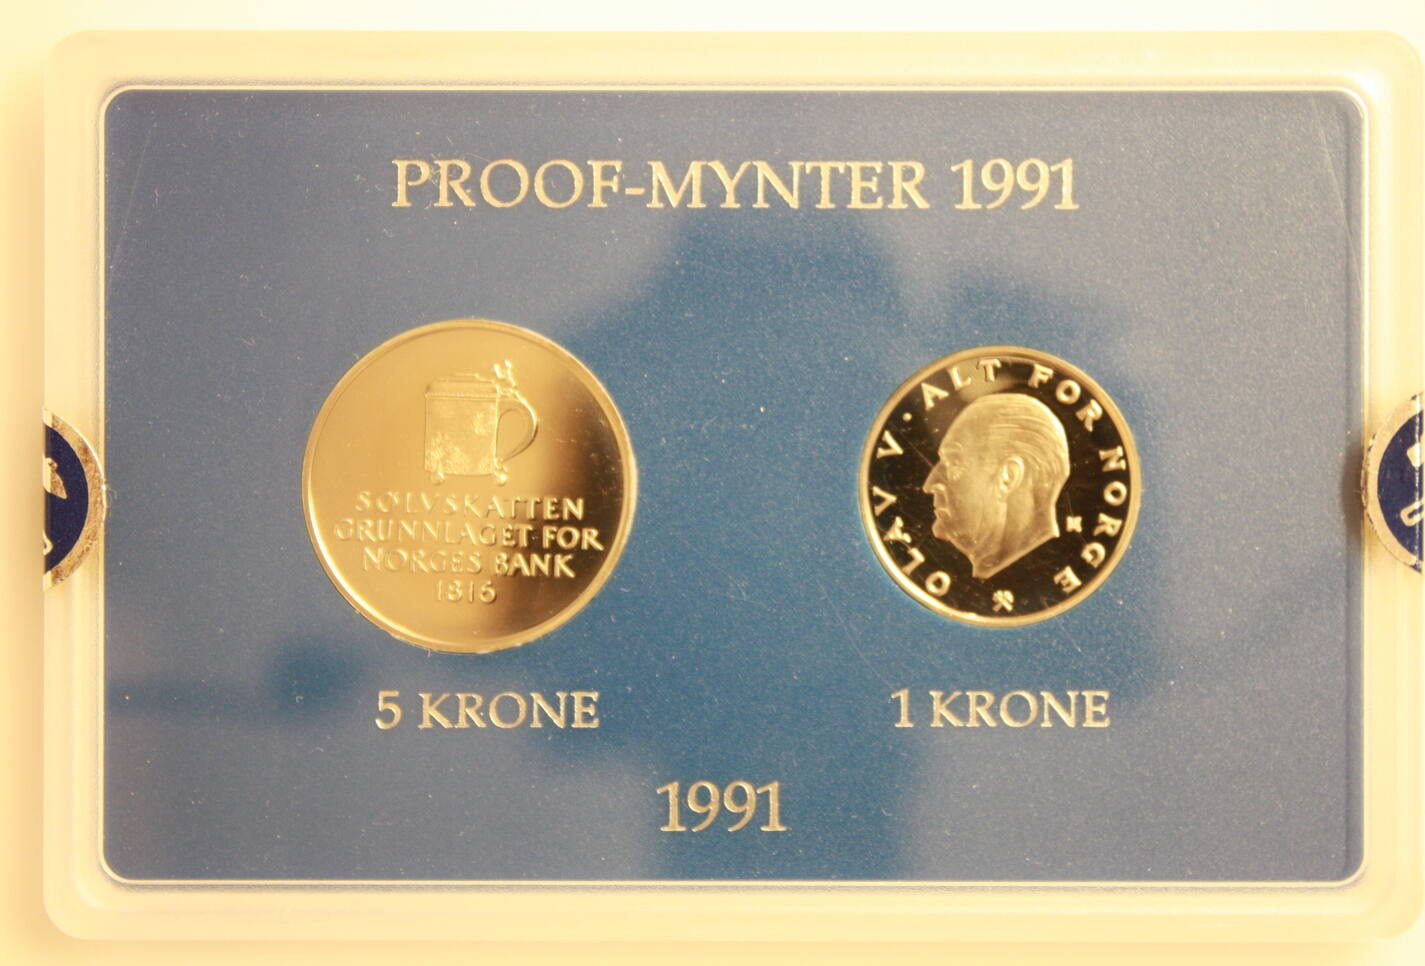 PROOF-MYNTER 1991
SØLVSKATTEN
GRUNNLAGET FOR
NORGES BANK
1816
OLAV V · ALT FOR NORGE
K
5 KRONE
1 KRONE
1991